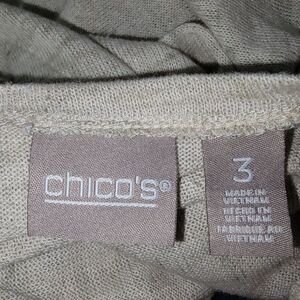 chico's®
3
MADE IN
VIETNAM
HECHO EN
VIETNAM
FABRIQUE AU
VIETNAM